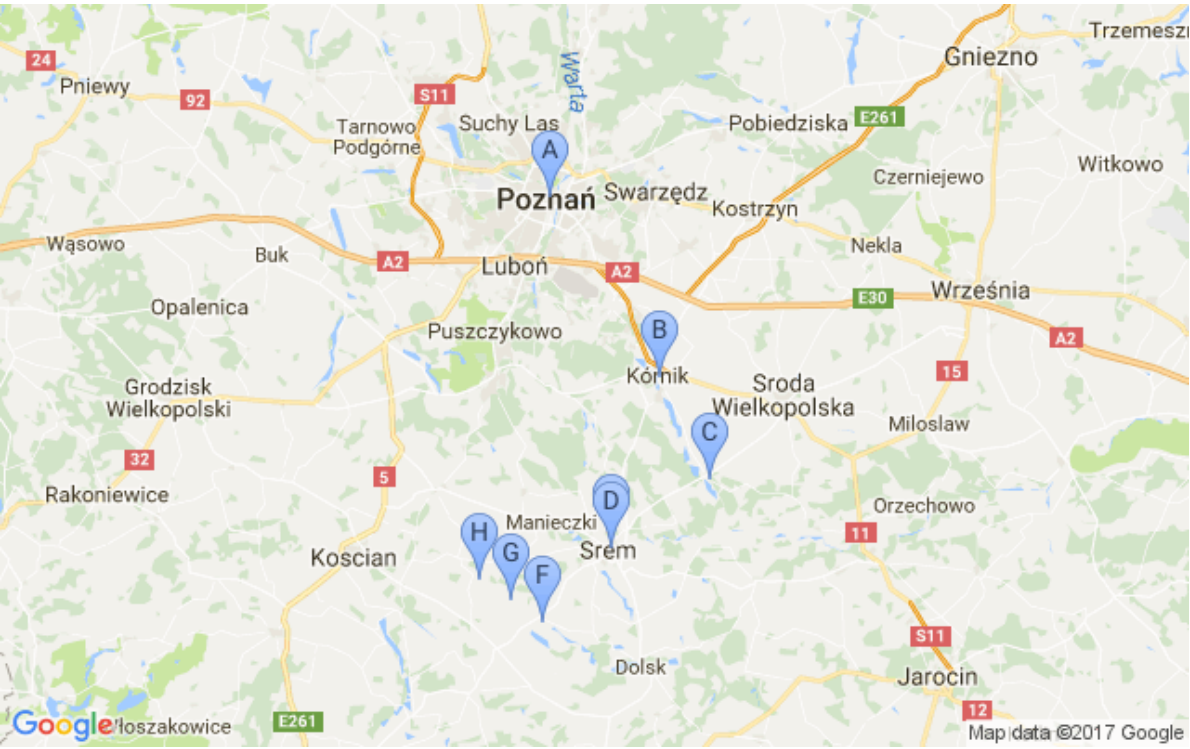 Trzemeszn
Gniezno
24
Pniewy
S11
92
Warta
Suchy Las
Tarnowo
Podgórne
Pobiedziska
E261
A
Witkowo
Czerniejewo
Poznań
Swarzędz
Kostrzyn
Wąsowo
Buk
A2
Luboń
A2
Nekla
Września
E30
Opalenica
Puszczykowo
B
A2
Kórnik
15
Grodzisk
Wielkopolski
Sroda
Wielkopolska
Miloslaw
C
32
5
Rakoniewice
D
Orzechowo
Manieczki
H
11
Srem
Koscian
G
F
S11
Dolsk
Jarocin
12
Google
łoszakowice
E261
Map data ©2017 Google